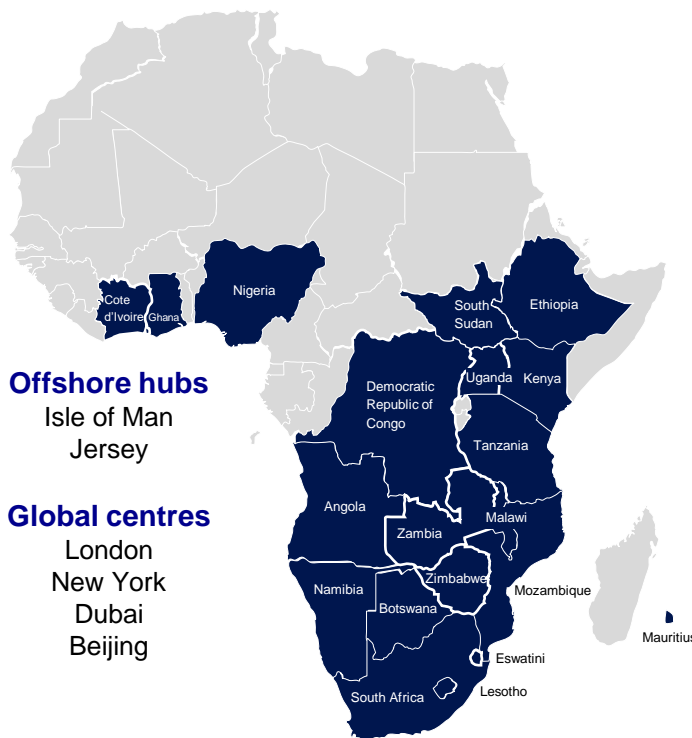 Nigeria
Cote
d'Ivoire
Ghana
South
Sudan
Ethiopia
Offshore hubs
Isle of Man
Jersey
Democratic
Republic of
Congo
Uganda
Kenya
Tanzania
Global centres
London
New York
Dubai
Beijing
Angola
Malawi
Zambia
Namibia
Zimbabwe
Botswana
Mozambique
Mauritius
Eswatini
South Africa
Lesotho